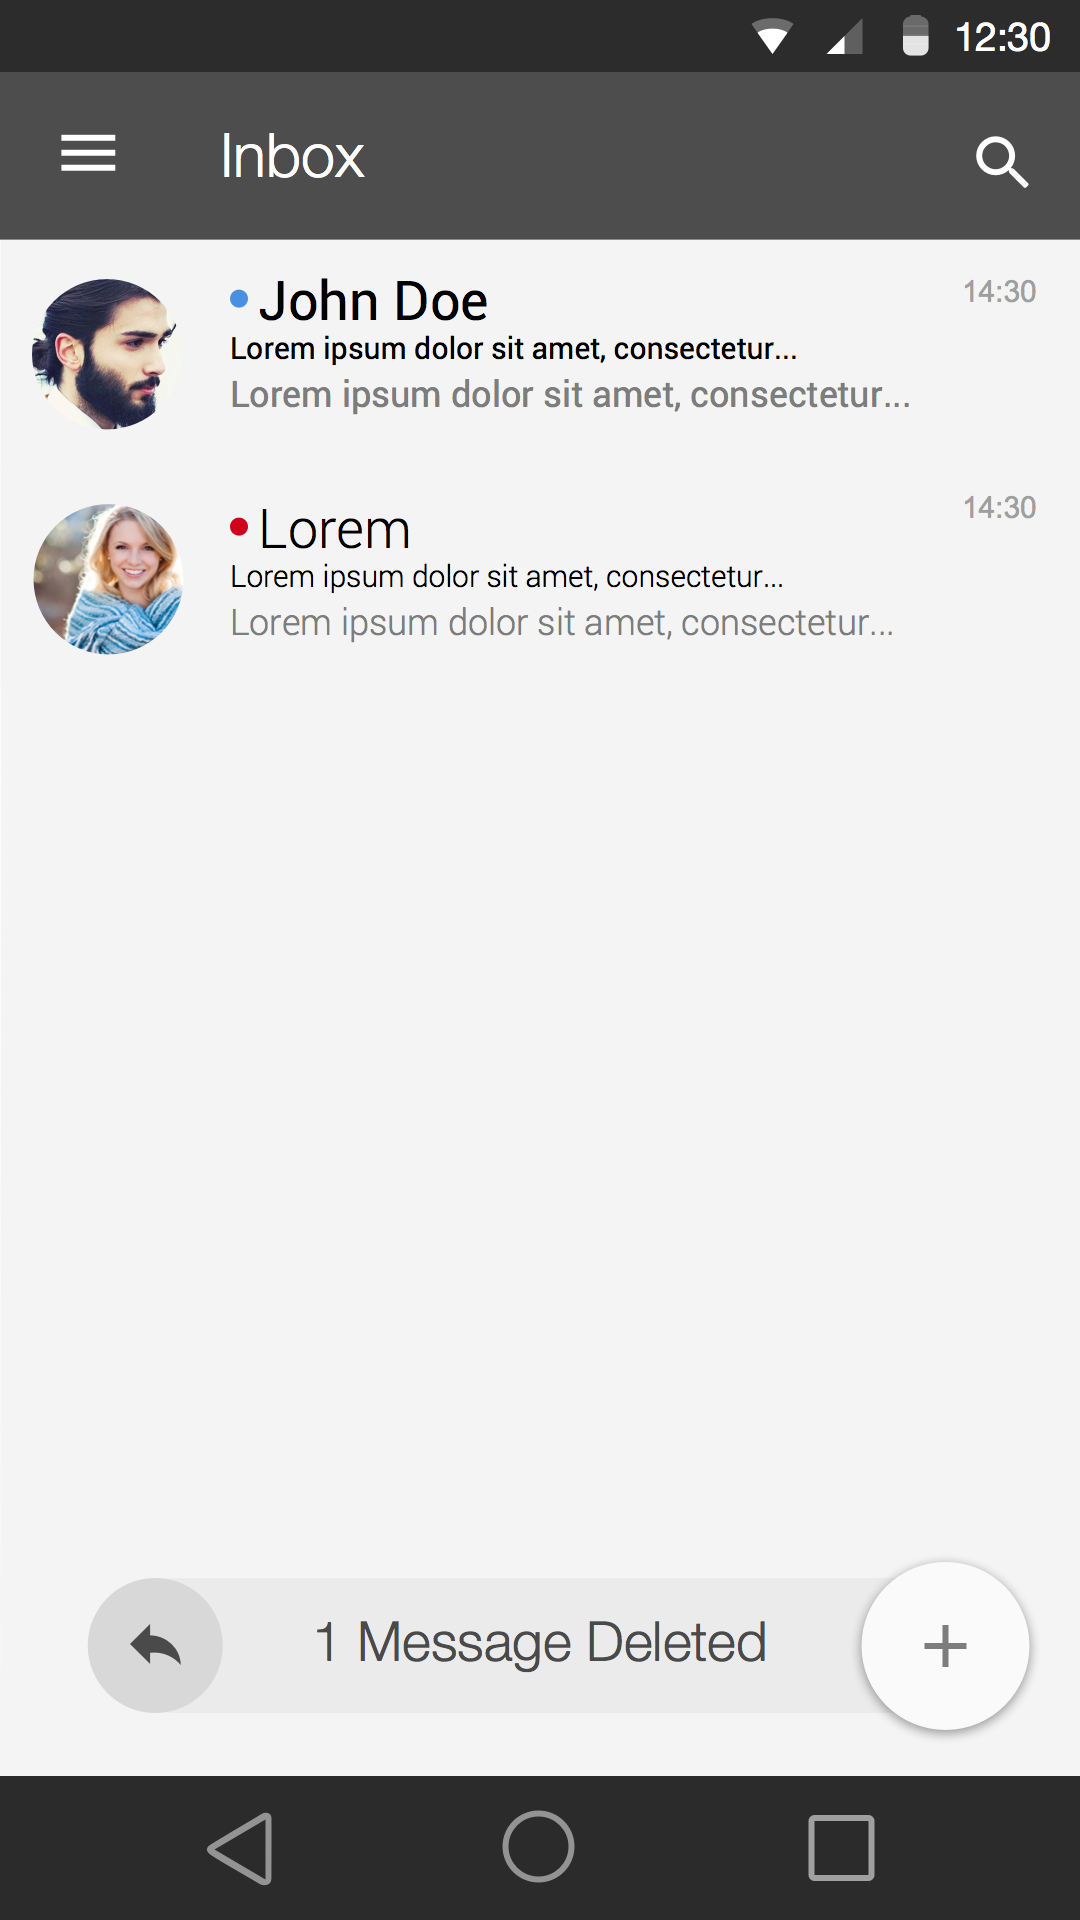 12:30
Inbox
John Doe
14:30
Lorem ipsum dolor sit amet, consectetur...
Lorem ipsum dolor sit amet, consectetur...
Lorem
14:30
Lorem ipsum dolor sit amet, consectetur...
Lorem ipsum dolor sit amet, consectetur...
1 Message Deleted